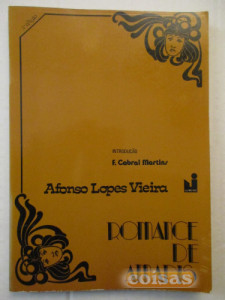 INTRODUÇÃO
F. Cabral Martins
Afonso Lopes Vieira
ROMANCE
DE
coisas